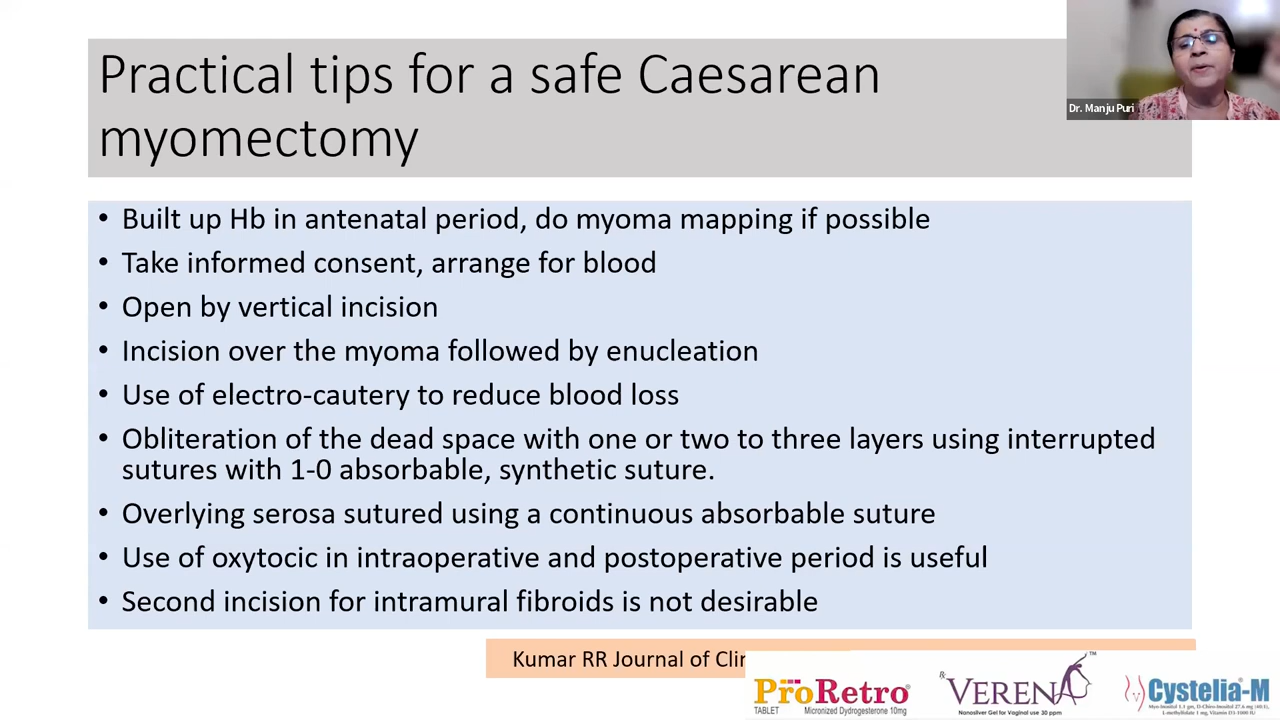 Practical tips for a safe Caesarean
myomectomy
Dr. Manju Puri
• Built up Hb in antenatal period, do myoma mapping if possible
• Take informed consent, arrange for blood
• Open by vertical incision
• Incision over the myoma followed by enucleation
• Use of electro-cautery to reduce blood loss
• Obliteration of the dead space with one or two to three layers using interrupted
sutures with 1-0 absorbable, synthetic suture.
• Overlying serosa sutured using a continuous absorbable suture
• Use of oxytocic in intraoperative and postoperative period is useful
• Second incision for intramural fibroids is not desirable
Kumar RR Journal of Clin
ProRetro
TABLET Micronized Dydrogesterone 10mg
Rx VERENA ™
Nanosilver Gel for Vaginal use 30 ppm
Cystelia-M